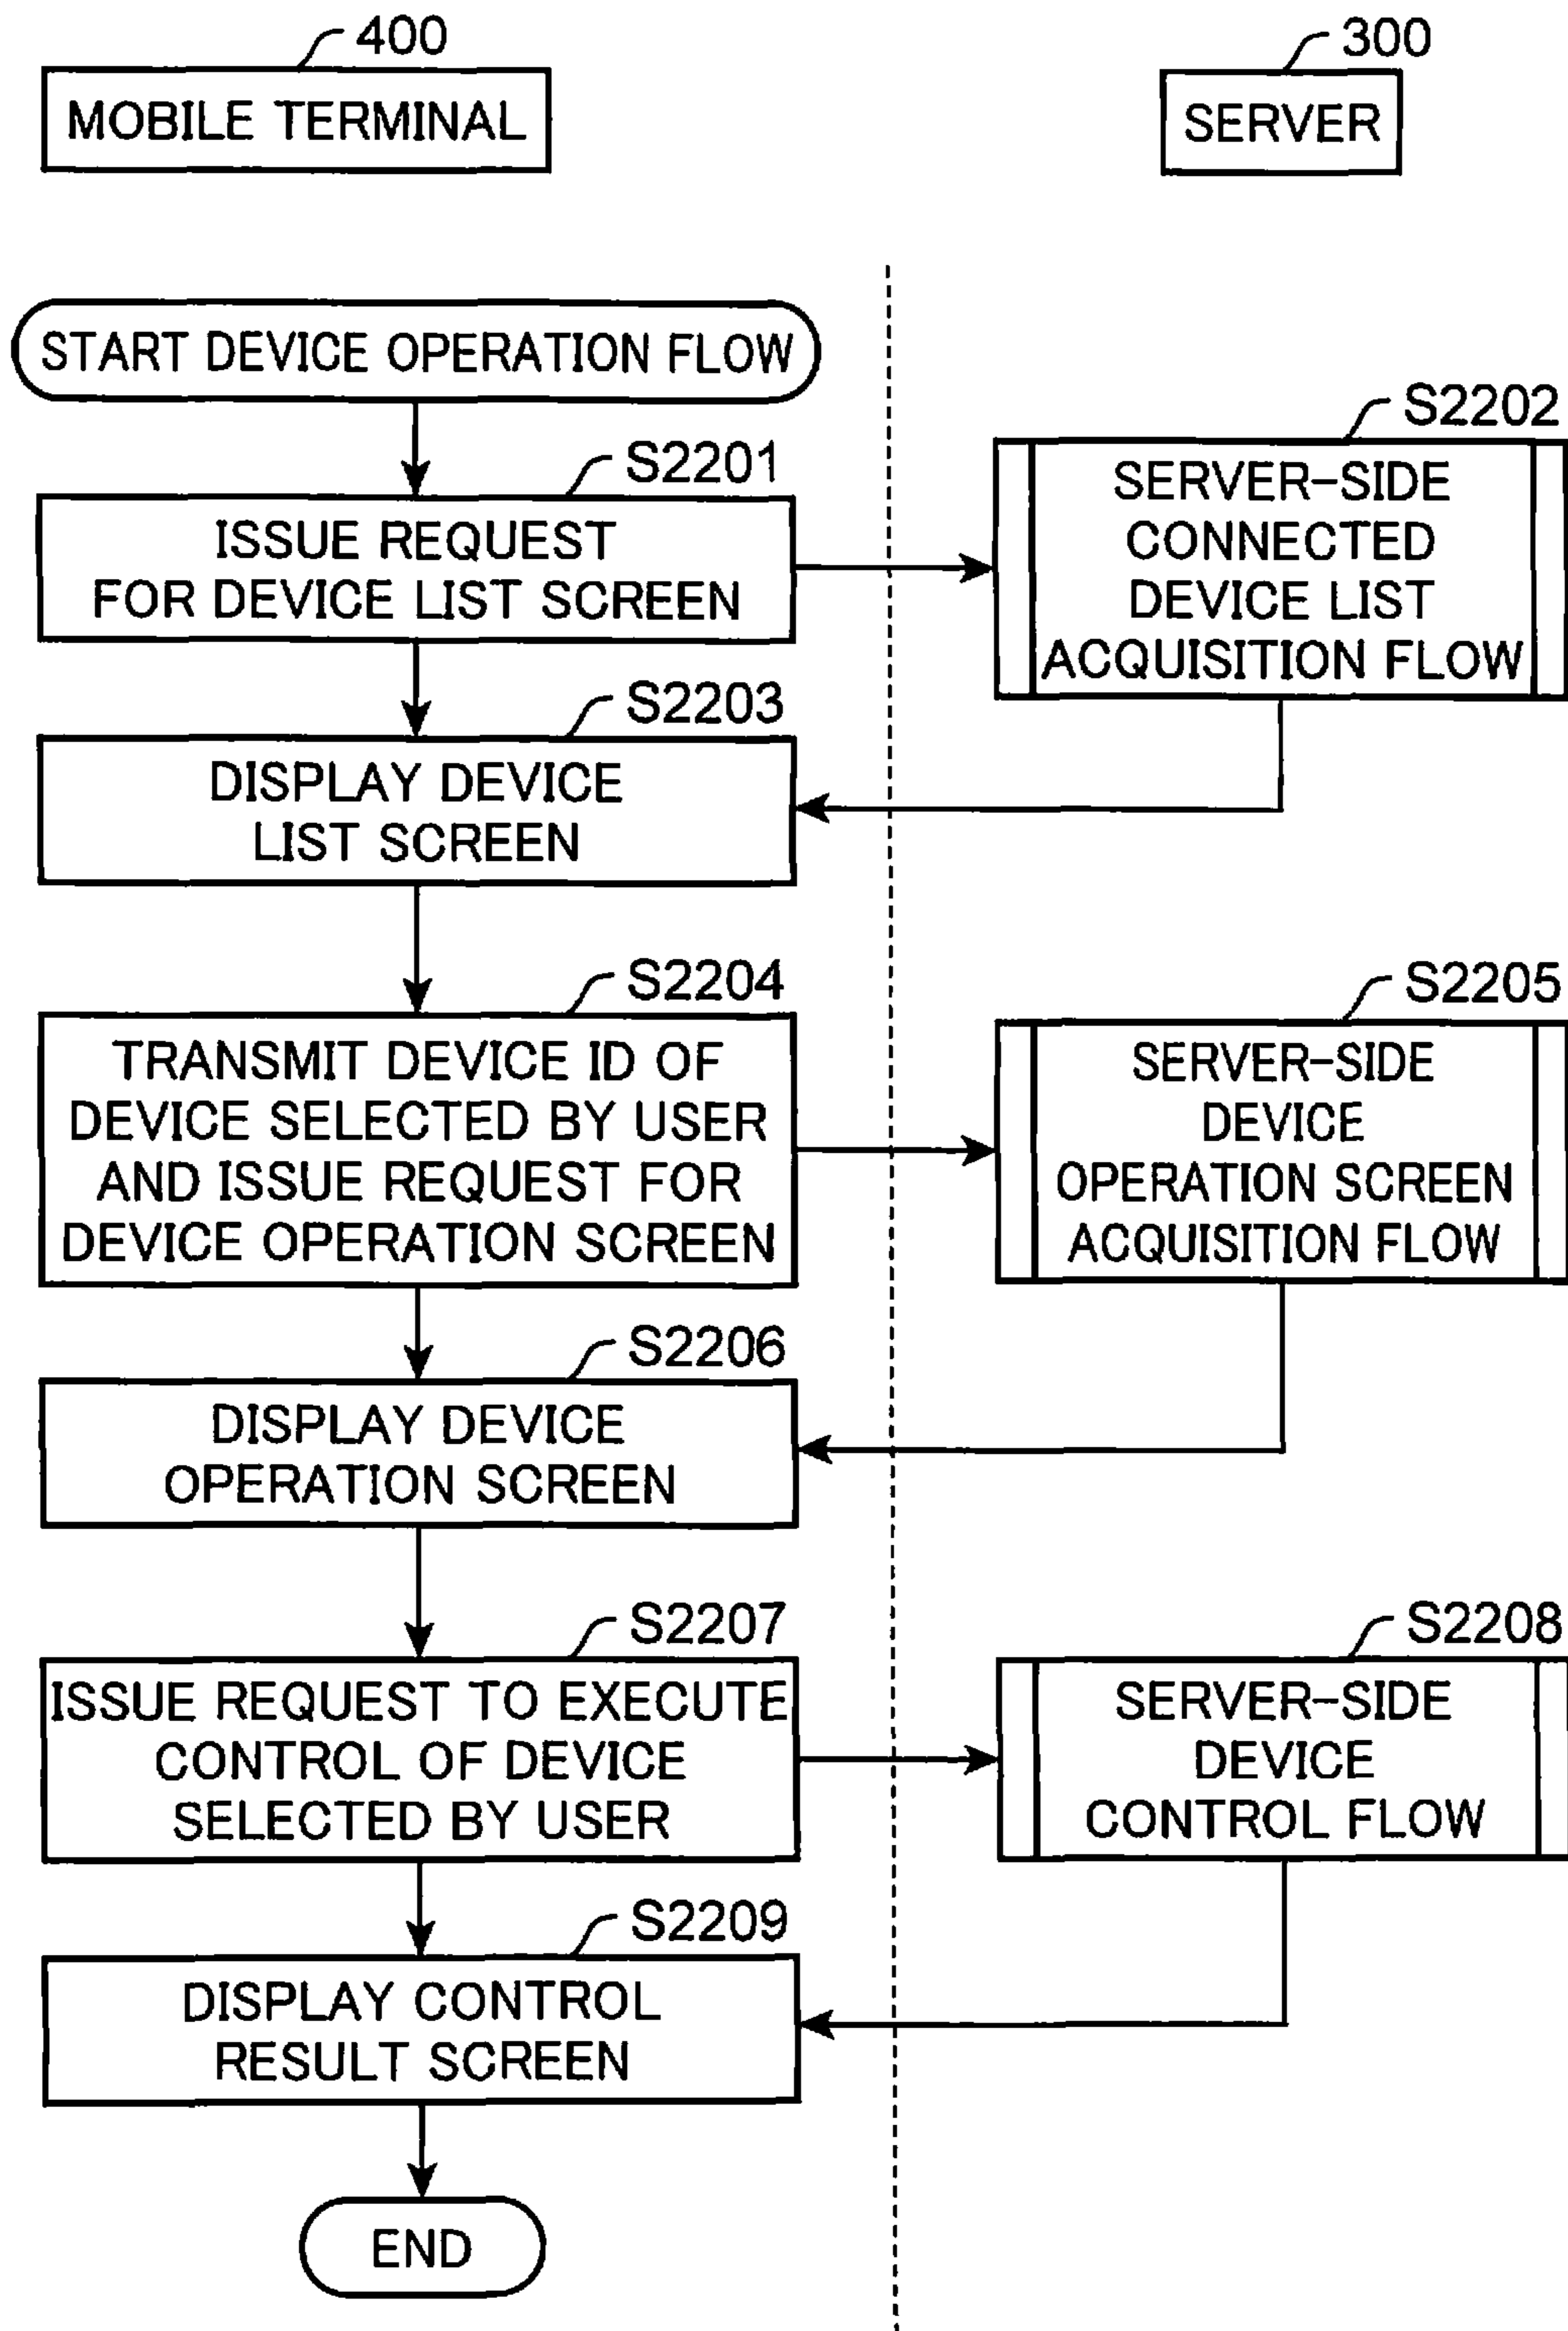 400
MOBILE TERMINAL
300
SERVER
START DEVICE OPERATION FLOW
S2201
ISSUE REQUEST
FOR DEVICE LIST SCREEN
S2202
SERVER-SIDE
CONNECTED
DEVICE LIST
ACQUISITION FLOW
S2203
DISPLAY DEVICE
LIST SCREEN
S2204
TRANSMIT DEVICE ID OF
DEVICE SELECTED BY USER
AND ISSUE REQUEST FOR
DEVICE OPERATION SCREEN
S2205
SERVER-SIDE
DEVICE
OPERATION SCREEN
ACQUISITION FLOW
S2206
DISPLAY DEVICE
OPERATION SCREEN
S2207
ISSUE REQUEST TO EXECUTE
CONTROL OF DEVICE
SELECTED BY USER
S2208
SERVER-SIDE
DEVICE
CONTROL FLOW
S2209
DISPLAY CONTROL
RESULT SCREEN
END